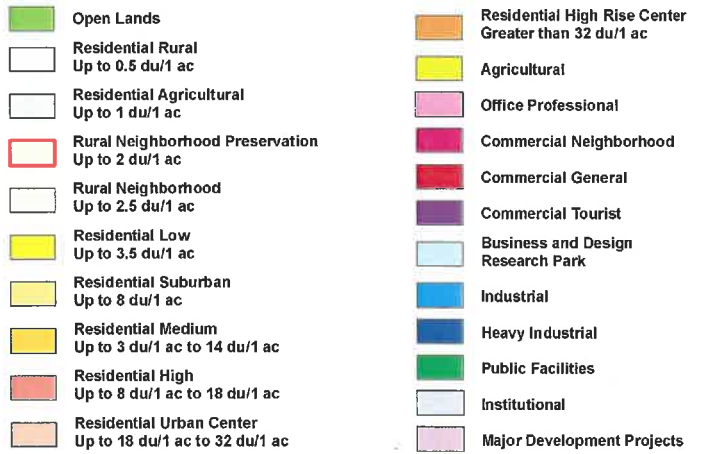 Open Lands
Residential Rural
Up to 0.5 du/1 ac
Residential Agricultural
Up to 1 du/1 ac
Rural Neighborhood Preservation
Up to 2 du/1 ac
Rural Neighborhood
Up to 2.5 du/1 ac
Residential Low
Up to 3.5 du/1 ac
Residential Suburban
Up to 8 du/1 ac
Residential Medium
Up to 3 du/1 ac to 14 du/1 ac
Residential High
Up to 8 du/1 ac to 18 du/1 ac
Residential Urban Center
Up to 18 du/1 ac to 32 du/1 ac
Residential High Rise Center
Greater than 32 du/1 ac
Agricultural
Office Professional
Commercial Neighborhood
Commercial General
Commercial Tourist
Business and Design
Research Park
Industrial
Heavy Industrial
Public Facilities
Institutional
Major Development Projects